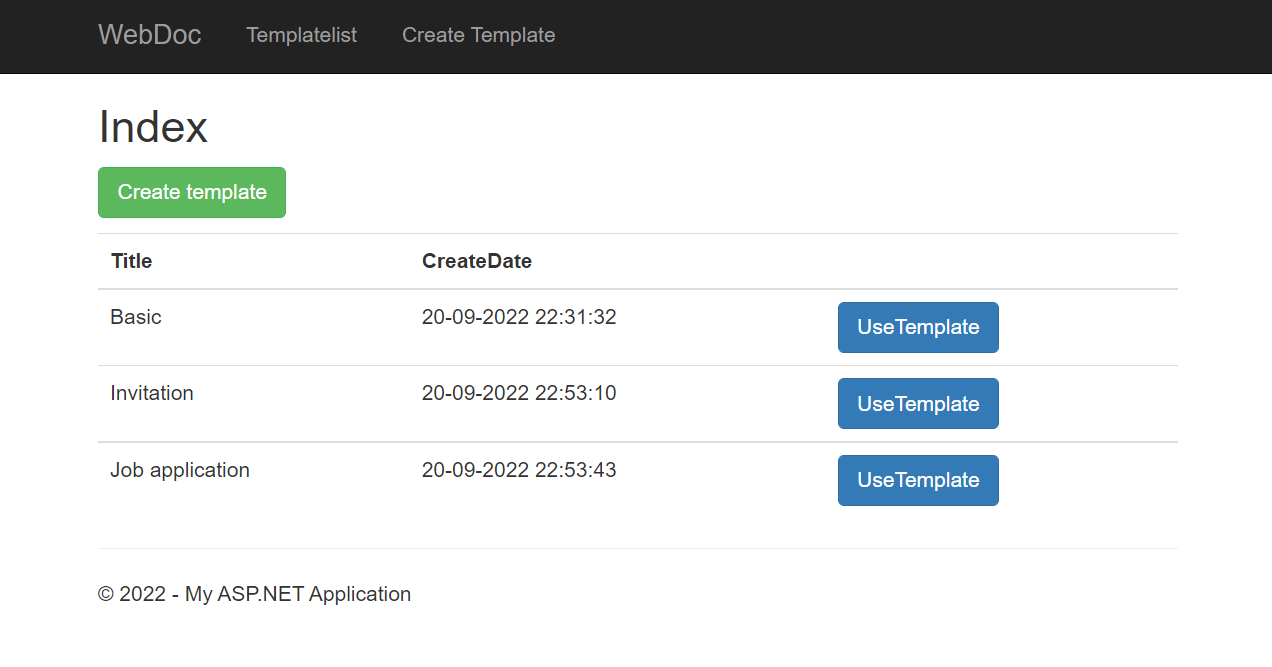 WebDoc Templatelist Create Template
Index
Create template
Title CreateDate
Basic 20-09-2022 22:31:32 UseTemplate
Invitation 20-09-2022 22:53:10 UseTemplate
Job application 20-09-2022 22:53:43 UseTemplate
© 2022 - My ASP.NET Application